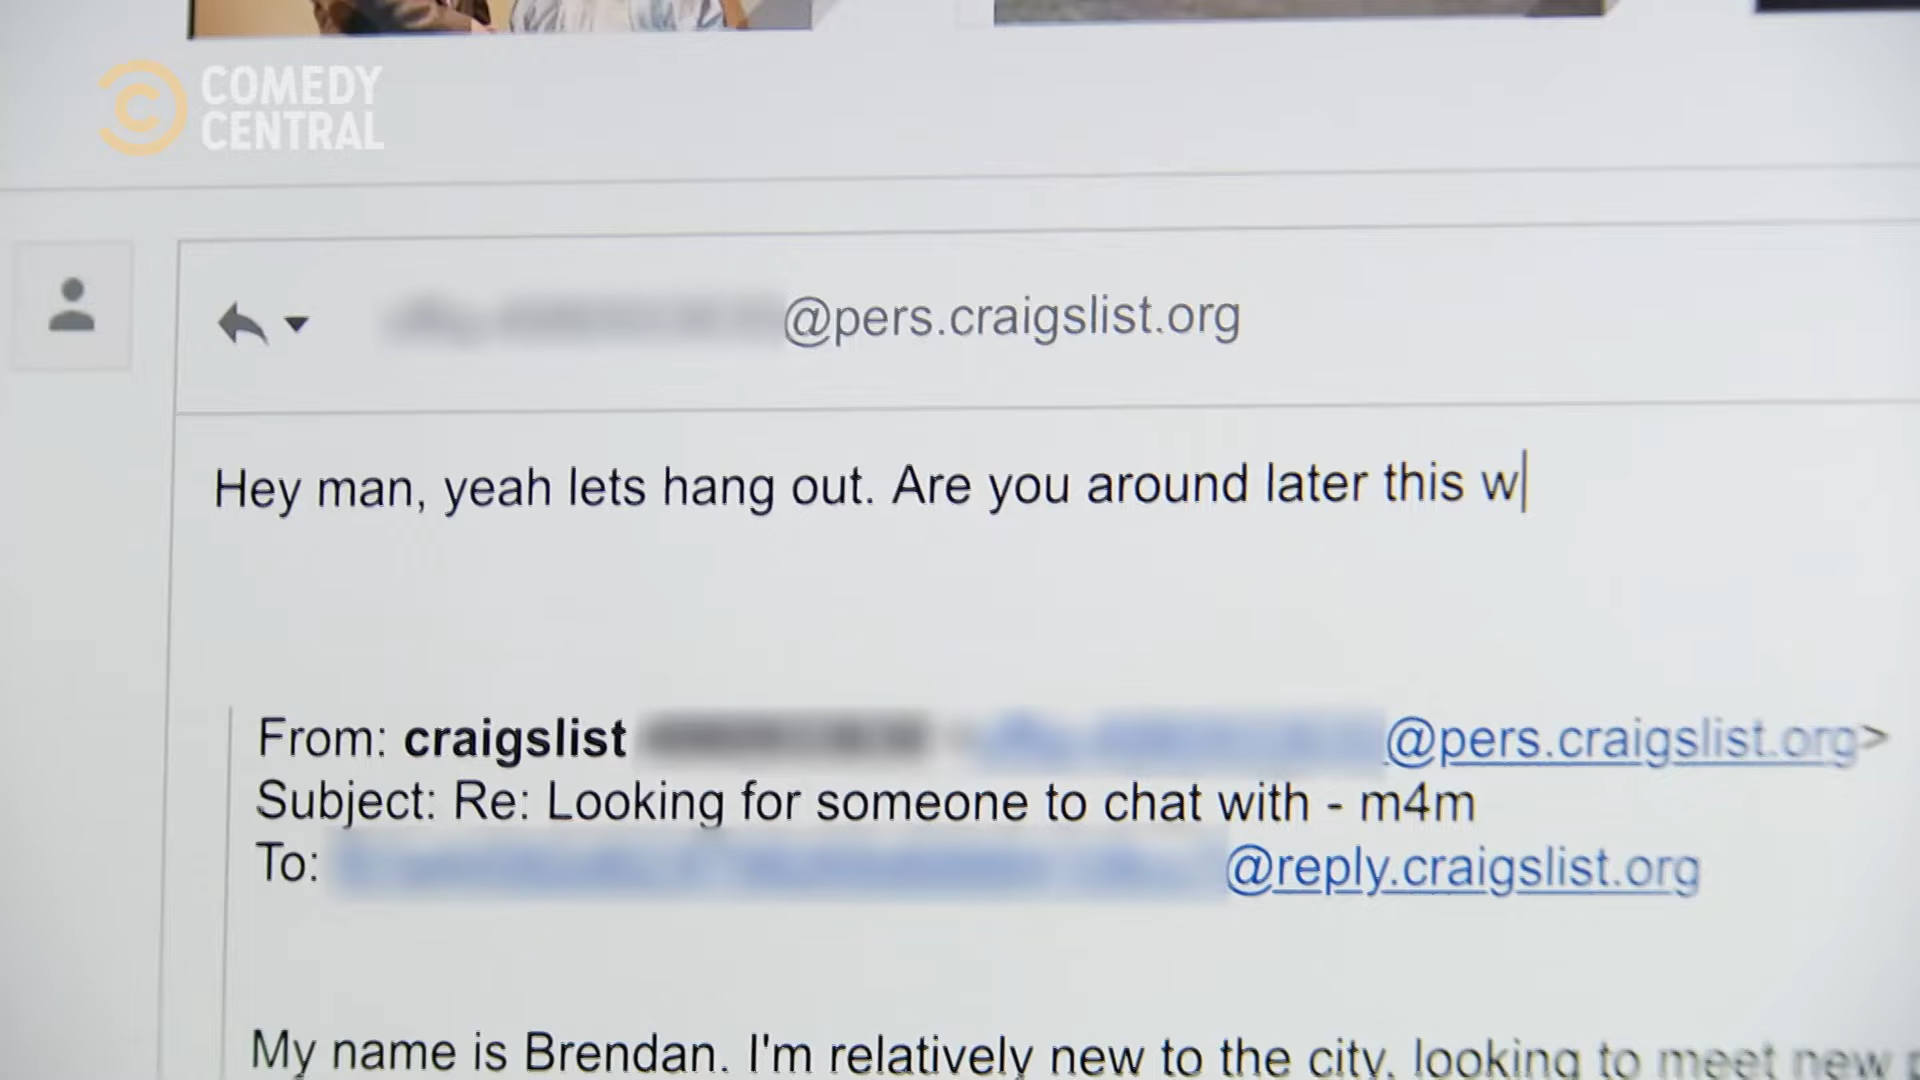 COMEDY
CENTRAL
@pers.craigslist.org
Hey man, yeah lets hang out. Are you around later this w
From: craigslist @pers.craigslist.org>
Subject: Re: Looking for someone to chat with - m4m
To: @reply.craigslist.org
My name is Brendan. I'm relatively new to the city, looking to meet new